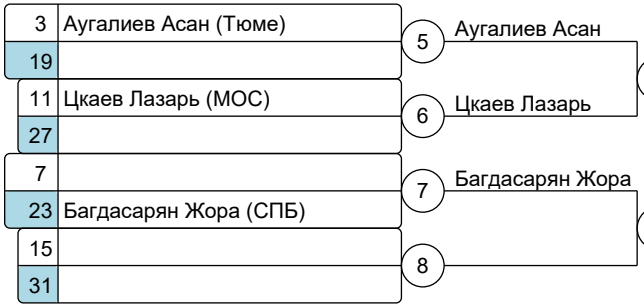 3 Аугалиев Асан (Тюме)
5 Аугалиев Асан
19
11 Цкаев Лазарь (МОС)
6 Цкаев Лазарь
27
7
7 Багдасарян Жора
23 Багдасарян Жора (СПБ)
15
8
31